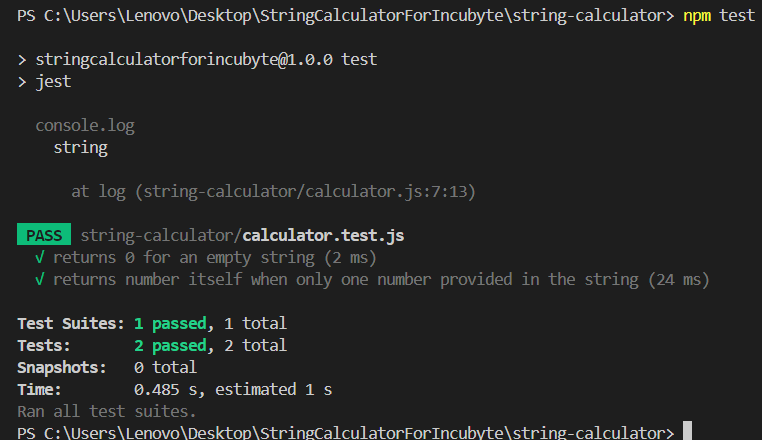 PS C:\Users\Lenovo\Desktop\StringCalculatorForIncubyte\string-calculator> npm test
> stringcalculatorforincubyte@1.0.0 test
> jest
console.log
string
at log (string-calculator/calculator.js:7:13)
PASS string-calculator/calculator.test.js
√ returns 0 for an empty string (2 ms)
√ returns number itself when only one number provided in the string (24 ms)
Test Suites: 1 passed, 1 total
Tests: 2 passed, 2 total
Snapshots: 0 total
Time: 0.485 s, estimated 1 s
Ran all test suites.
PS C:\Users\Lenovo\Desktop\StringCalculatorForIncubyte\string-calculator>